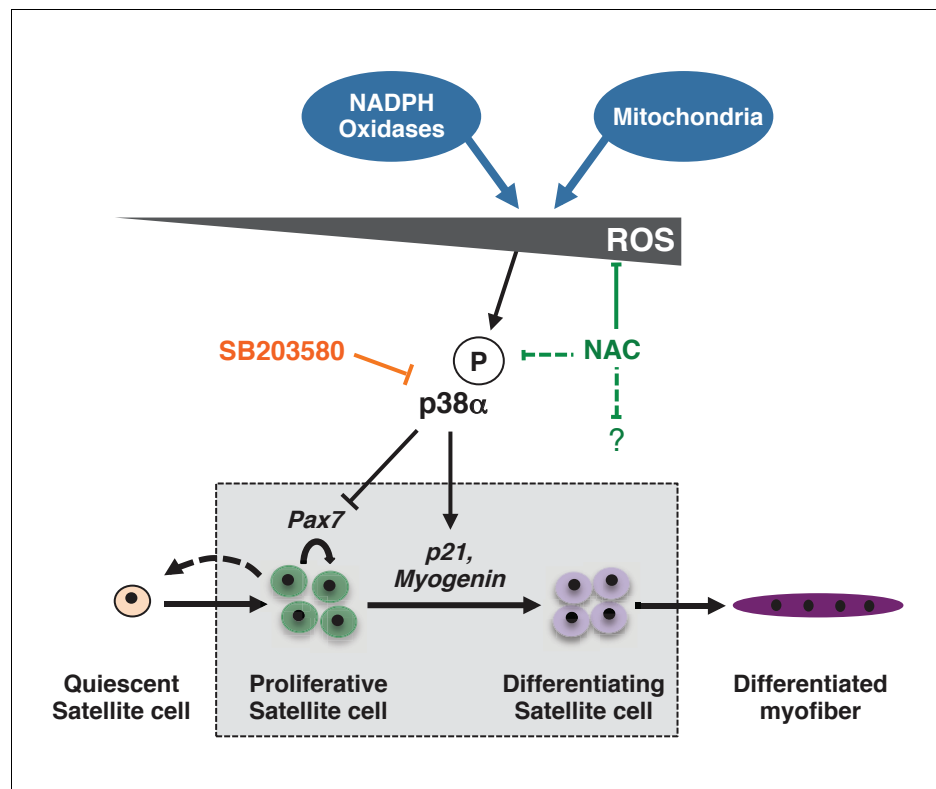 NADPH
Oxidases
Mitochondria
ROS
SB203580
P
NAC
p38α
?
Pax7
p21,
Myogenin
Quiescent
Satellite cell
Proliferative
Satellite cell
Differentiating
Satellite cell
Differentiated
myofiber